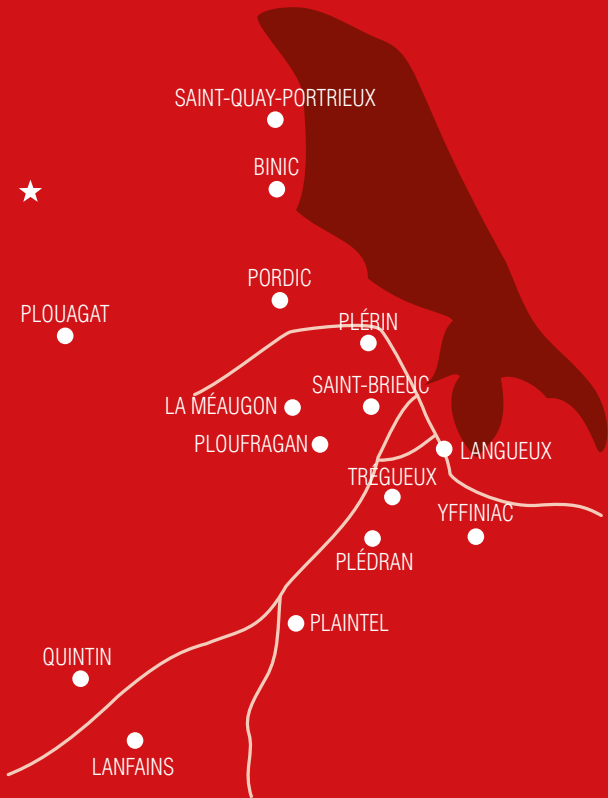 SAINT-QUAY-PORTRIEUX
BINIC
PORDIC
PLOUAGAT
PLÉRIN
SAINT-BRIEUC
LA MÉAUGON
PLOUFRAGAN
LANGUEUX
TRÉGUEUX
YFFINIAC
PLÉDRAN
PLAINTEL
QUINTIN
LANFAINS